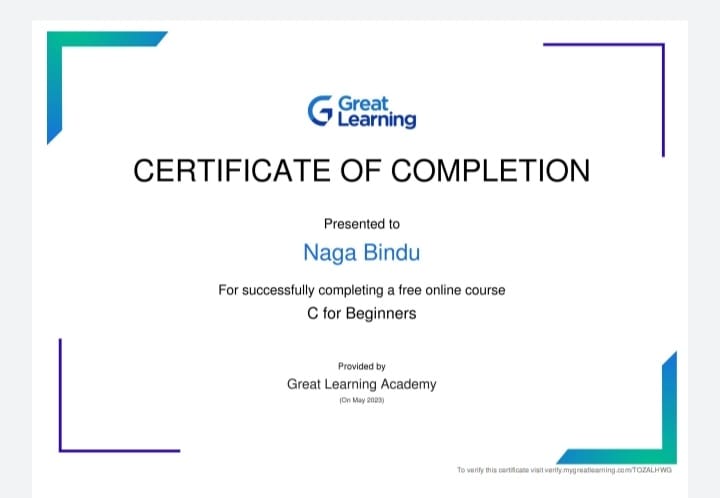 Great
Learning
CERTIFICATE OF COMPLETION
Presented to
Naga Bindu
For successfully completing a free online course
C for Beginners
Provided by
Great Learning Academy
(On May 2023)
To verify this certificate visit verify.mygreatlearning.com/TOZALHWG